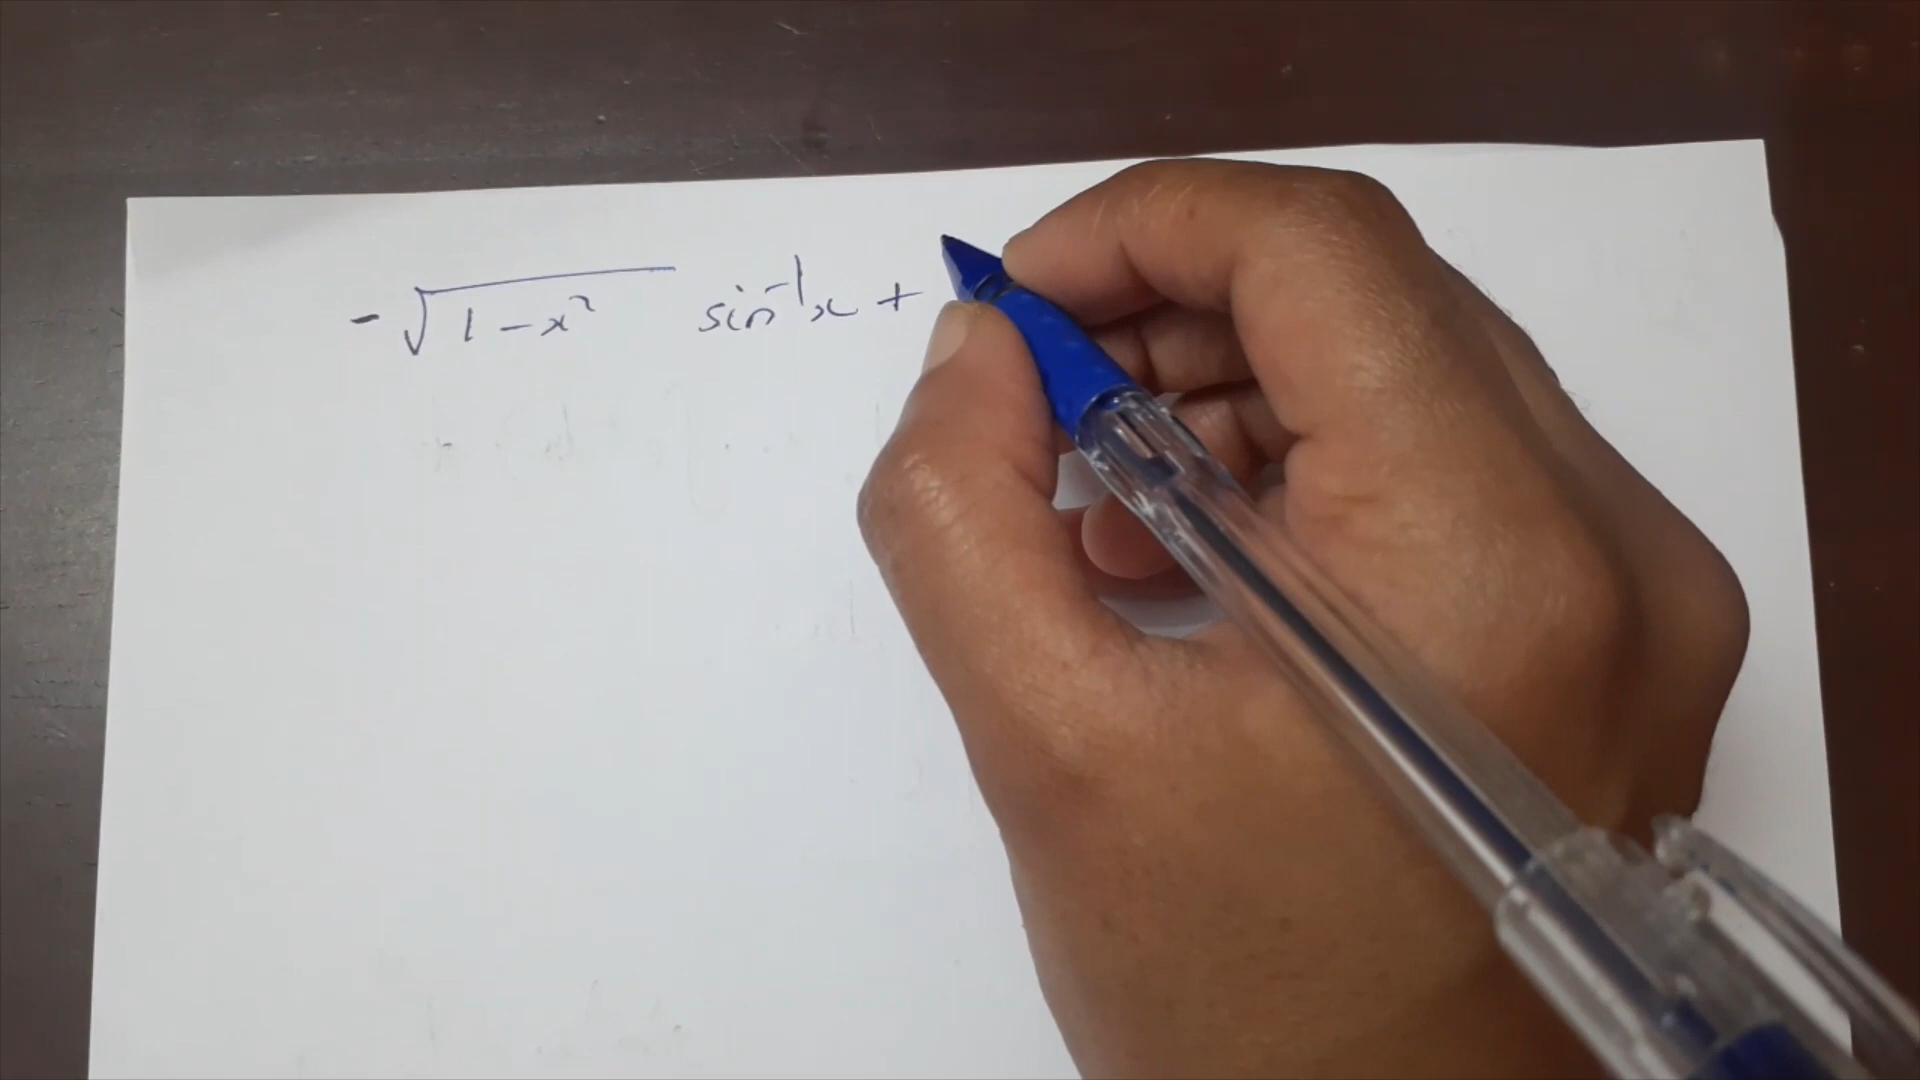 -√(1-x²) sin⁻¹x +